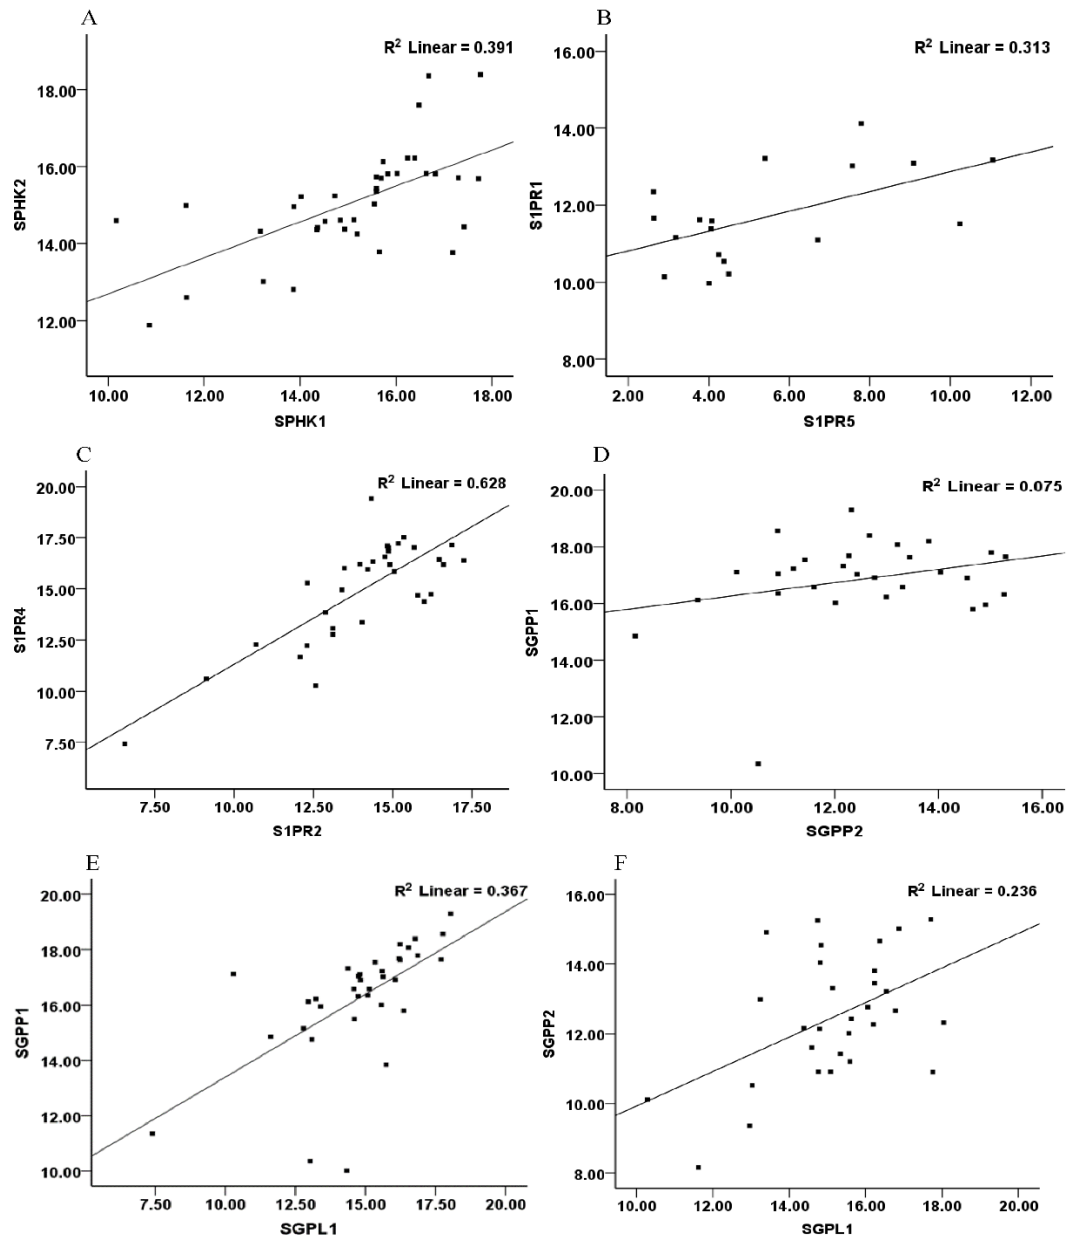 A
R² Linear = 0.391
SPHK2
18.00
16.00
14.00
12.00
10.00 12.00 14.00 16.00 18.00
SPHK1
B
R² Linear = 0.313
S1PR1
16.00
14.00
12.00
10.00
8.00
2.00 4.00 6.00 8.00 10.00 12.00
S1PR5
C
R² Linear = 0.628
S1PR4
20.00
17.50
15.00
12.50
10.00
7.50
7.50 10.00 12.50 15.00 17.50
S1PR2
D
R² Linear = 0.075
SGPP1
20.00
18.00
16.00
14.00
12.00
10.00
8.00 10.00 12.00 14.00 16.00
SGPP2
E
R² Linear = 0.367
SGPP1
20.00
18.00
16.00
14.00
12.00
10.00
7.50 10.00 12.50 15.00 17.50 20.00
SGPL1
F
R² Linear = 0.236
SGPP2
16.00
14.00
12.00
10.00
8.00
10.00 12.00 14.00 16.00 18.00 20.00
SGPL1